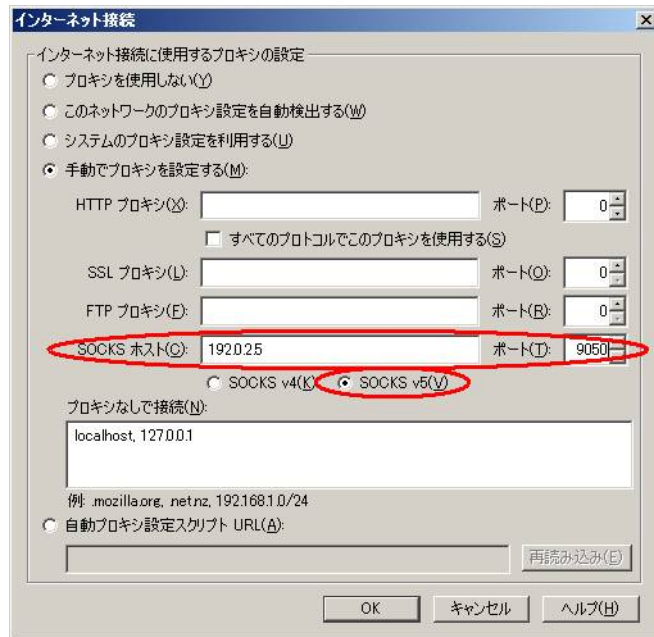 インターネット接続
インターネット接続に使用するプロキシの設定
プロキシを使用しない(Y)
このネットワークのプロキシ設定を自動検出する(W)
システムのプロキシ設定を利用する(U)
手動でプロキシを設定する(M):
HTTP プロキシ(X): ポート(P): 0
すべてのプロトコルでこのプロキシを使用する(S)
SSL プロキシ(L): ポート(O): 0
FTP プロキシ(F): ポート(R): 0
SOCKS ホスト(C): 192.0.2.5 ポート(T): 9050
SOCKS v4(K) SOCKS v5(V)
プロキシなしで接続(N):
localhost, 127.0.0.1
例: .mozilla.org, .net.nz, 192.168.1.0/24
自動プロキシ設定スクリプト URL(A):
再読み込み(E)
OK キャンセル ヘルプ(H)